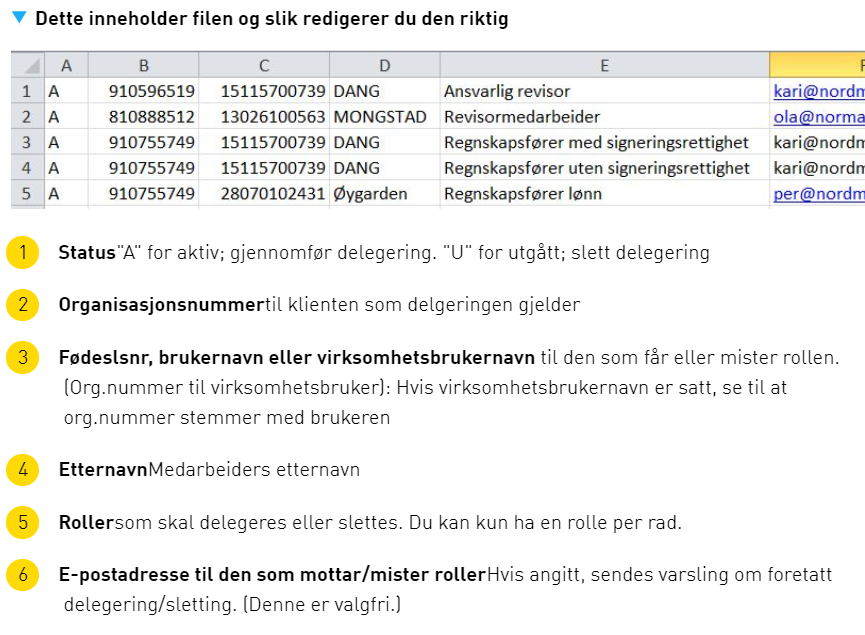 ▼ Dette inneholder filen og slik redigerer du den riktig
A B C D E
1 A 910596519 15115700739 DANG Ansvarlig revisor kari@nordm
2 A 810888512 13026100563 MONGSTAD Revisormedarbeider ola@norma
3 A 910755749 15115700739 DANG Regnskapsfører med signeringsrettighet kari@nordm
4 A 910755749 15115700739 DANG Regnskapsfører uten signeringsrettighet kari@nordm
5 A 910755749 28070102431 Øygarden Regnskapsfører lønn per@nordm
1 Status"A" for aktiv; gjennomfør delegering. "U" for utgått; slett delegering
2 Organisasjonsnummertil klienten som delgeringen gjelder
3 Fødeslsnr, brukernavn eller virksomhetsbrukernavn til den som får eller mister rollen.
(Org.nummer til virksomhetsbruker): Hvis virksomhetsbrukernavn er satt, se til at
org.nummer stemmer med brukeren
4 EtternavnMedarbeiders etternavn
5 Rollersom skal delegeres eller slettes. Du kan kun ha en rolle per rad.
6 E-postadresse til den som mottar/mister rollerHvis angitt, sendes varsling om foretatt
delegering/sletting. (Denne er valgfri.)